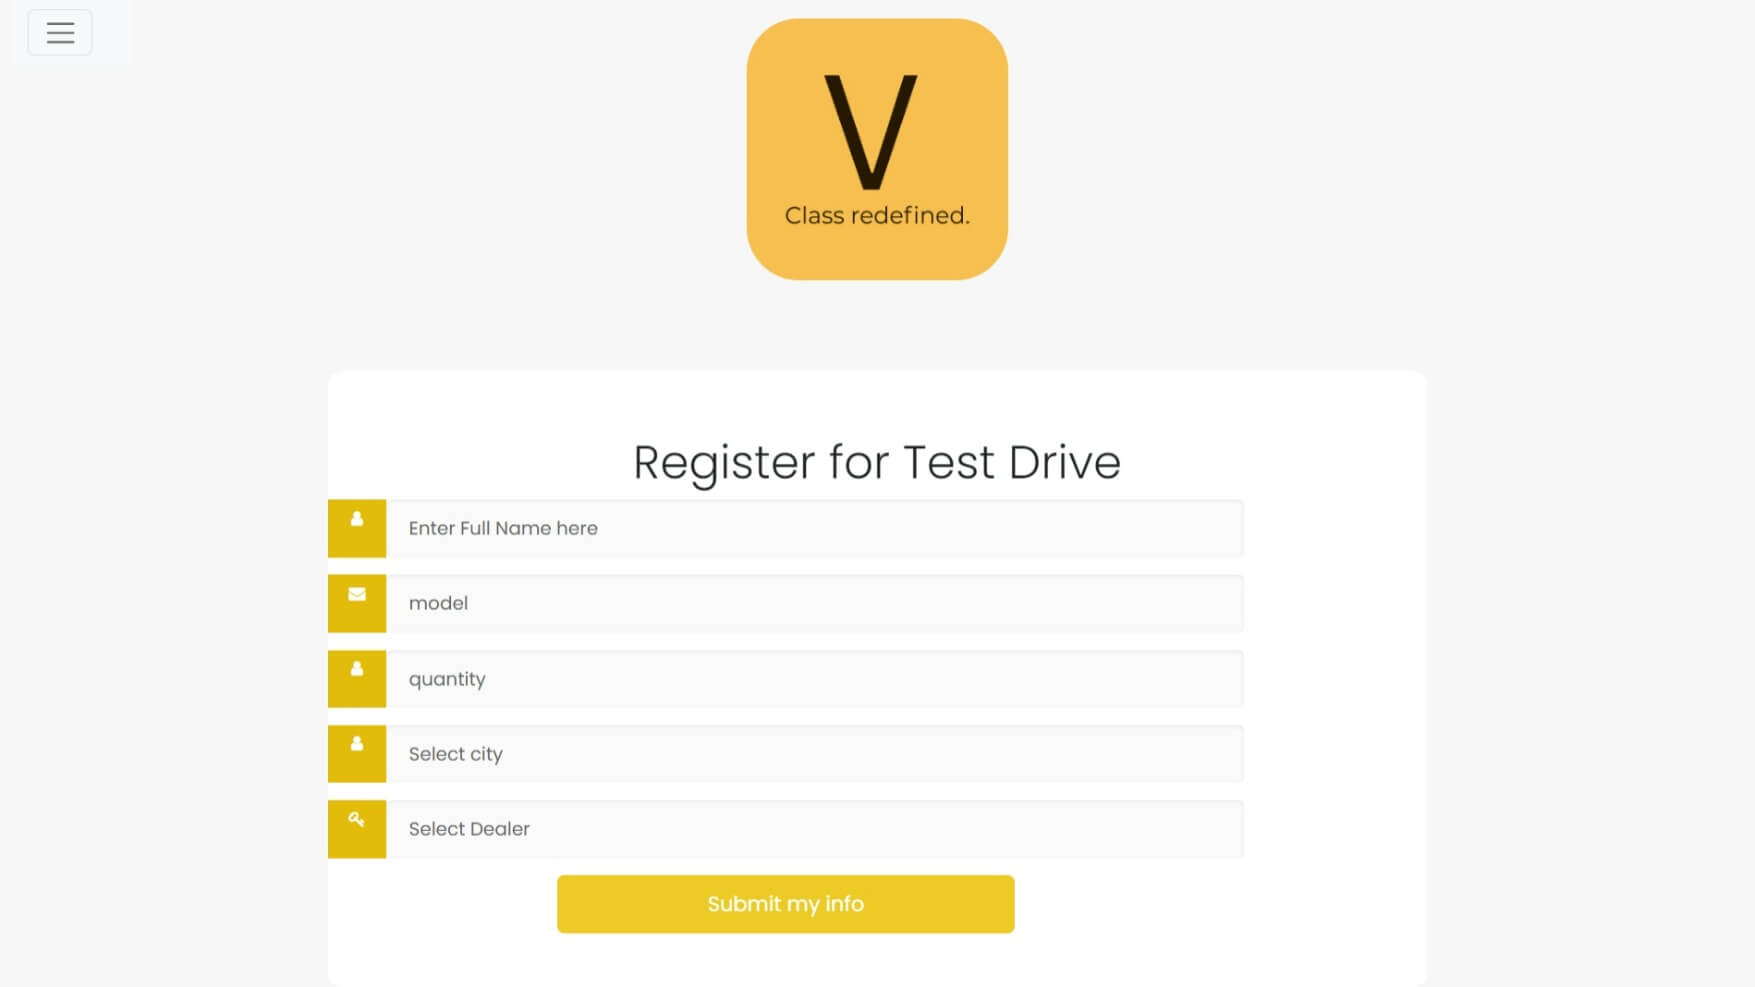 V
Class redefined.
Register for Test Drive
Enter Full Name here
model
quantity
Select city
Select Dealer
Submit my info